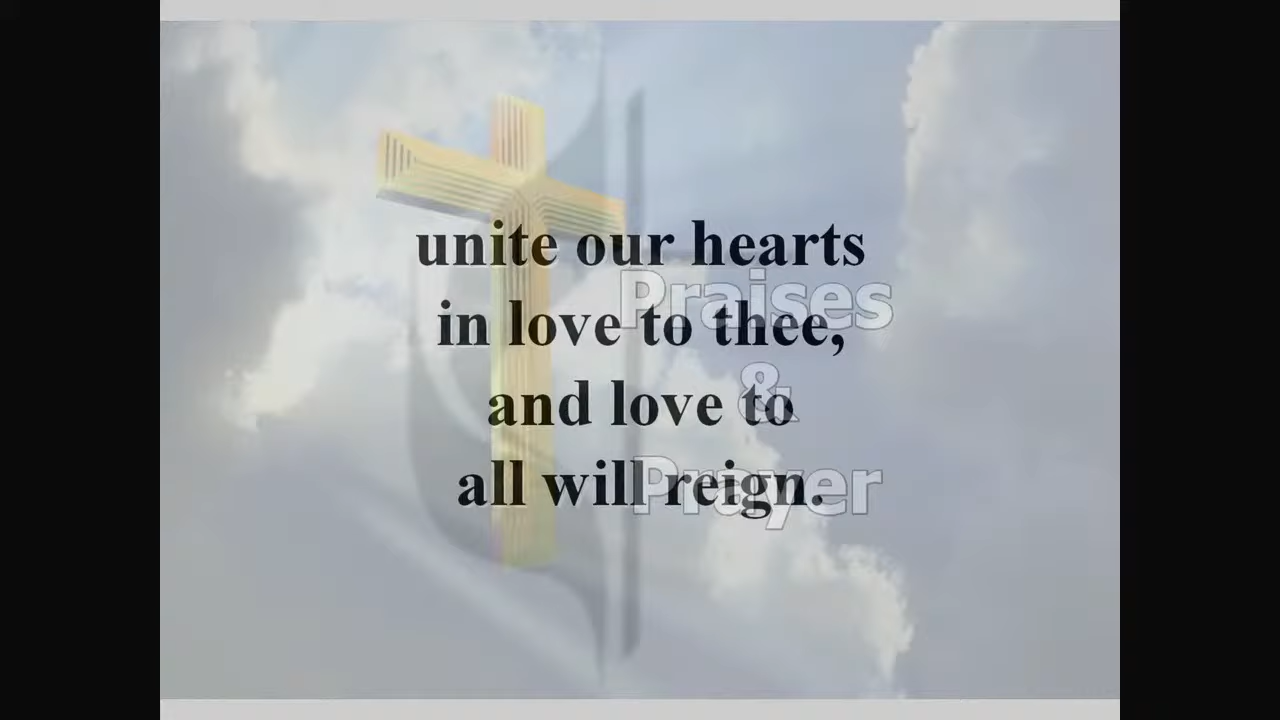 unite our hearts
in love to thee,
and love to
all will reign.
Praises
&
Prayer